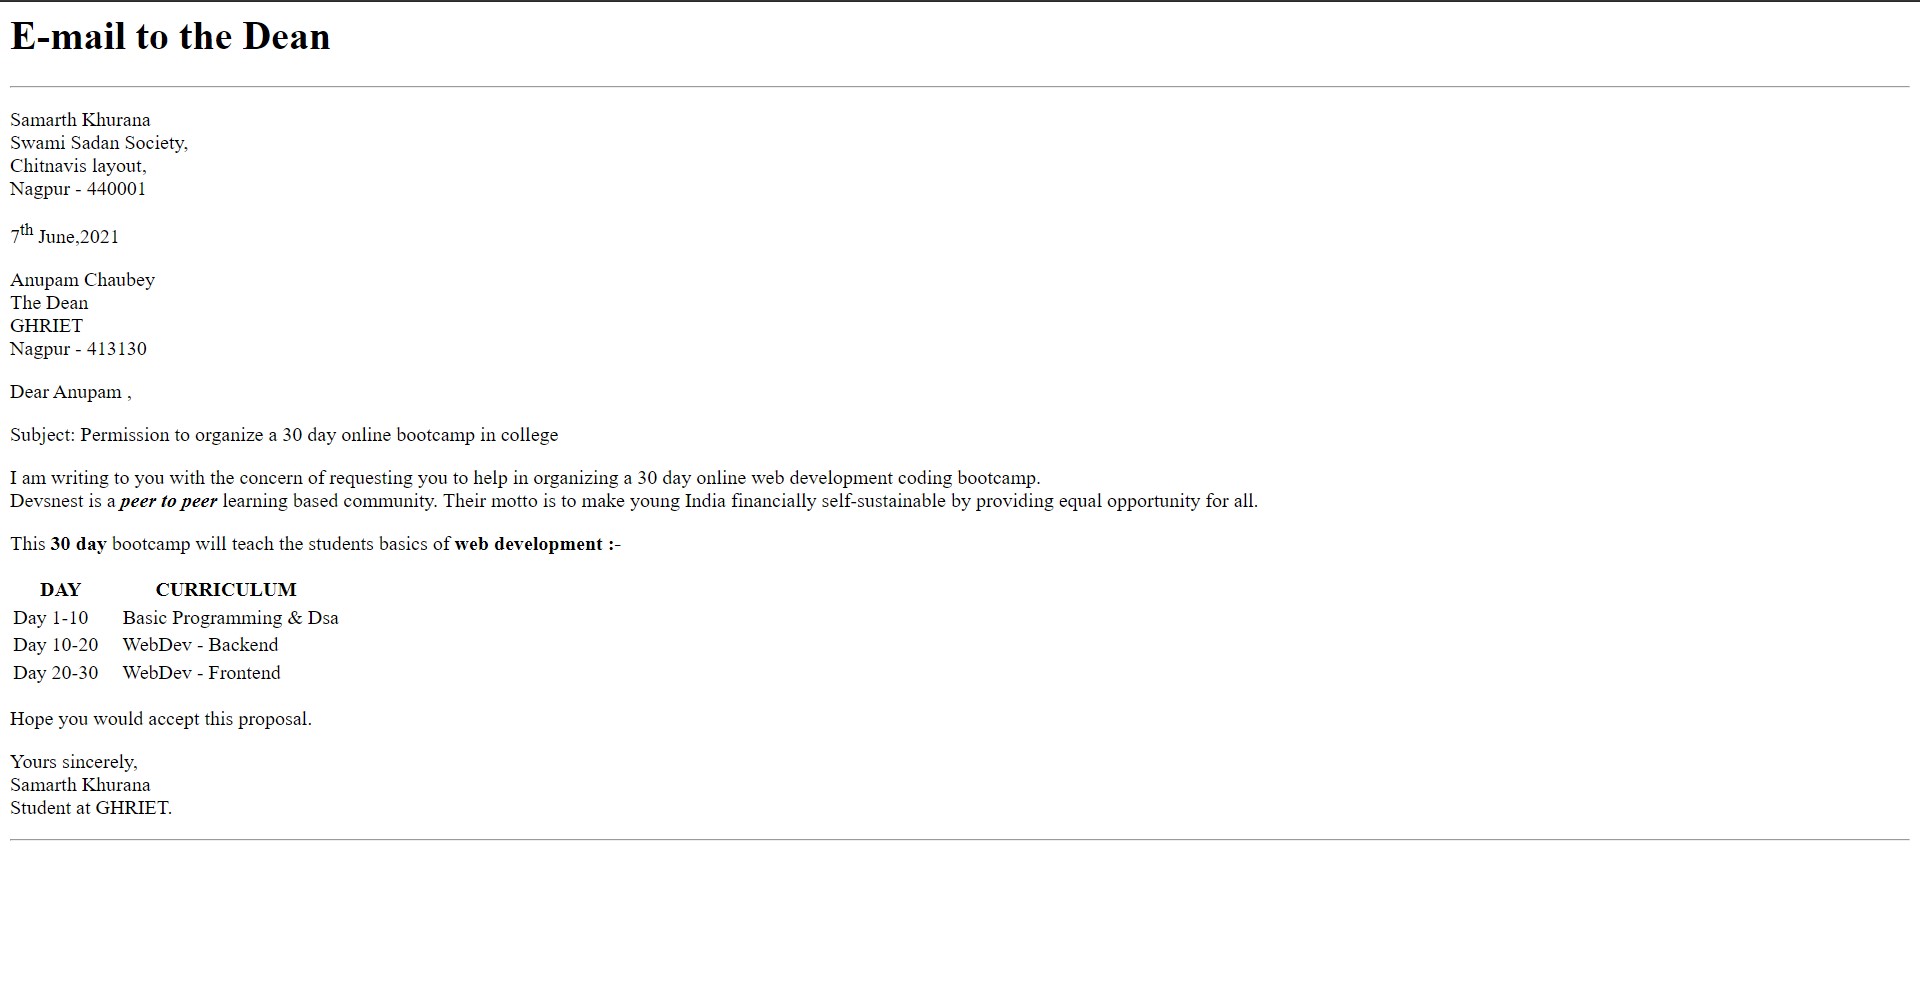 E-mail to the Dean
Samarth Khurana
Swami Sadan Society,
Chitnavis layout,
Nagpur - 440001
7th June,2021
Anupam Chaubey
The Dean
GHRIET
Nagpur - 413130
Dear Anupam ,
Subject: Permission to organize a 30 day online bootcamp in college
I am writing to you with the concern of requesting you to help in organizing a 30 day online web development coding bootcamp.
Devsnest is a peer to peer learning based community. Their motto is to make young India financially self-sustainable by providing equal opportunity for all.
This 30 day bootcamp will teach the students basics of web development :-
DAY CURRICULUM
Day 1-10 Basic Programming & Dsa
Day 10-20 WebDev - Backend
Day 20-30 WebDev - Frontend
Hope you would accept this proposal.
Yours sincerely,
Samarth Khurana
Student at GHRIET.